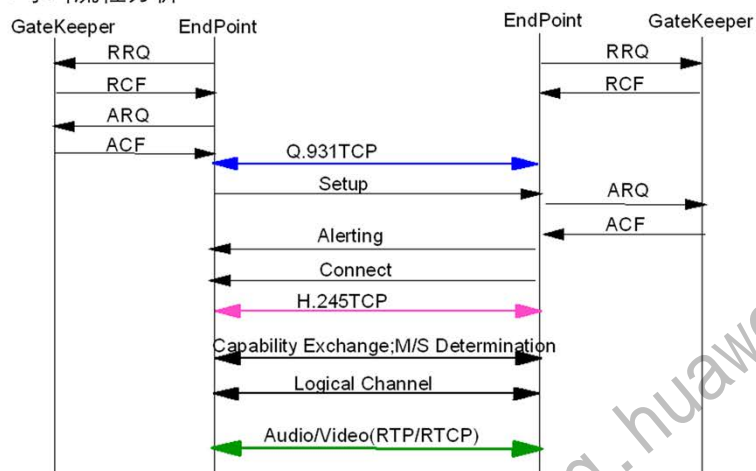 GateKeeper EndPoint EndPoint GateKeeper
RRQ RRQ
RCF RCF
ARQ
ACF
Q.931TCP
Setup
ARQ
ACF
Alerting
Connect
H.245TCP
Capability Exchange;M/S Determination
Logical Channel
Audio/Video(RTP/RTCP)